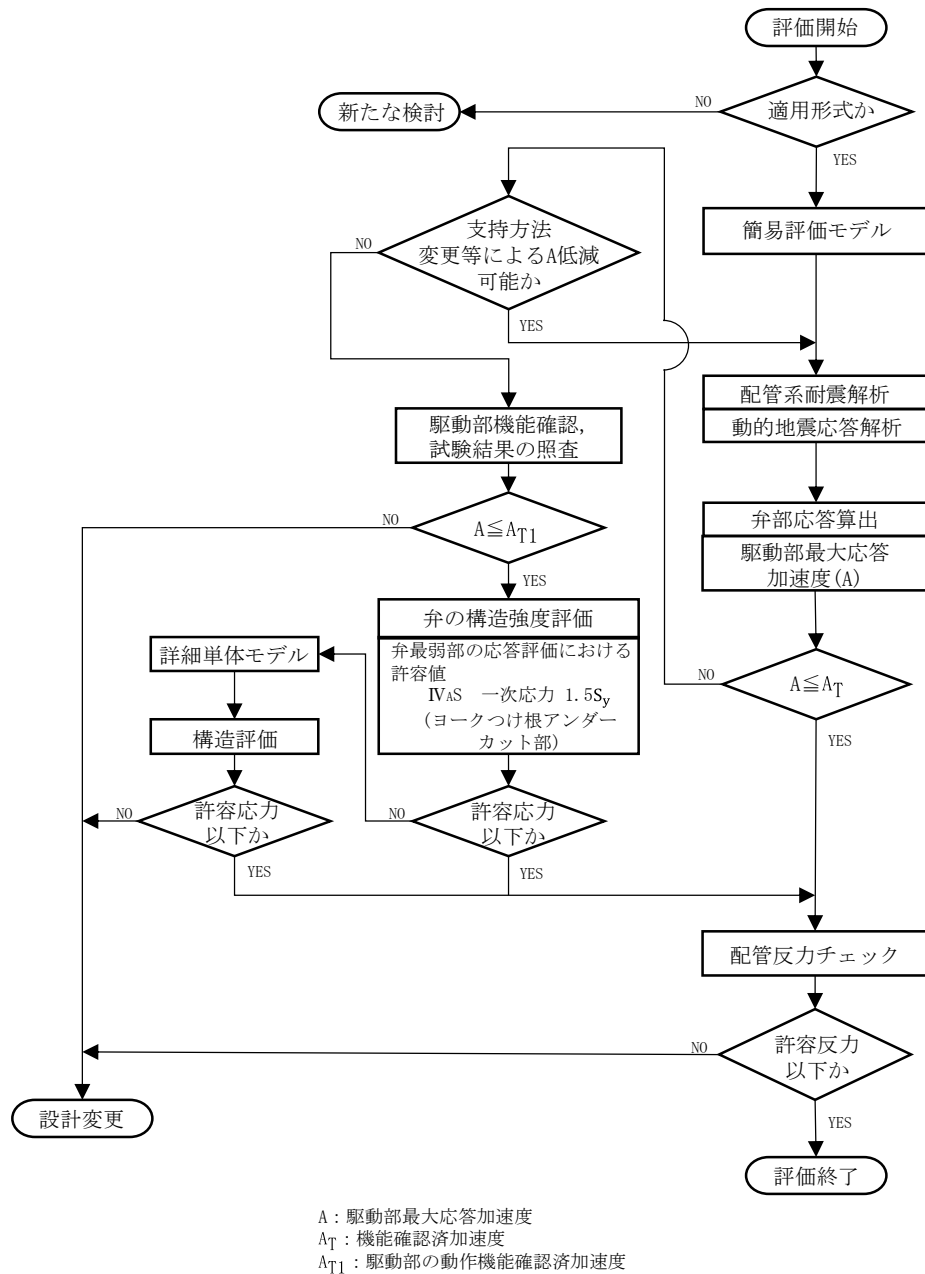 評価開始
適用形式か
NO
新たな検討
YES
簡易評価モデル
支持方法
変更等によるA低減
可能か
NO
YES
配管系耐震解析
動的地震応答解析
駆動部機能確認,
試験結果の照査
弁部応答算出
駆動部最大応答
加速度(A)
A≦AT1
NO
YES
A≦AT
NO
YES
弁の構造強度評価
弁最弱部の応答評価における
許容値
ⅣAS 一次応力 1.5Sy
(ヨークつけ根アンダー
カット部)
詳細単体モデル
構造評価
許容応力
以下か
NO
YES
許容応力
以下か
NO
YES
配管反力チェック
許容反力
以下か
NO
YES
設計変更
評価終了
A：駆動部最大応答加速度
AT：機能確認済加速度
AT1：駆動部の動作機能確認済加速度